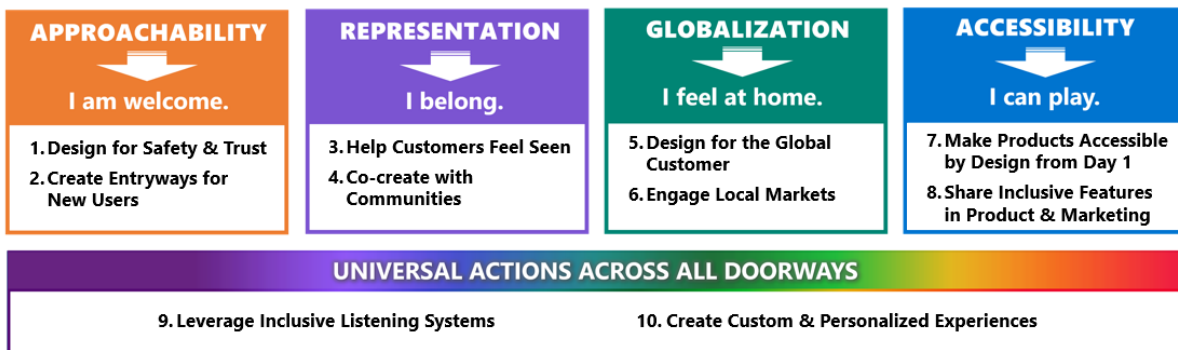 APPROACHABILITY
I am welcome.
1. Design for Safety & Trust
2. Create Entryways for
New Users
REPRESENTATION
I belong.
3. Help Customers Feel Seen
4. Co-create with
Communities
GLOBALIZATION
I feel at home.
5. Design for the Global
Customer
6. Engage Local Markets
ACCESSIBILITY
I can play.
7. Make Products Accessible
by Design from Day 1
8. Share Inclusive Features
in Product & Marketing
UNIVERSAL ACTIONS ACROSS ALL DOORWAYS
9. Leverage Inclusive Listening Systems
10. Create Custom & Personalized Experiences